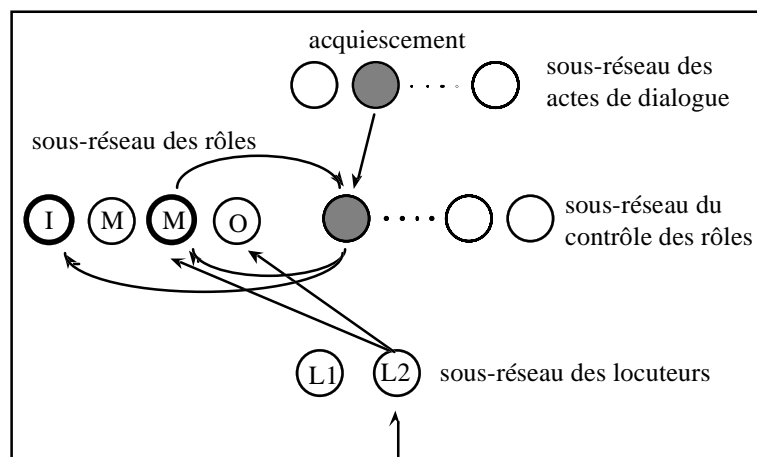 acquiescement
sous-réseau des
actes de dialogue
sous-réseau des rôles
I M M O
sous-réseau du
contrôle des rôles
L1 L2 sous-réseau des locuteurs